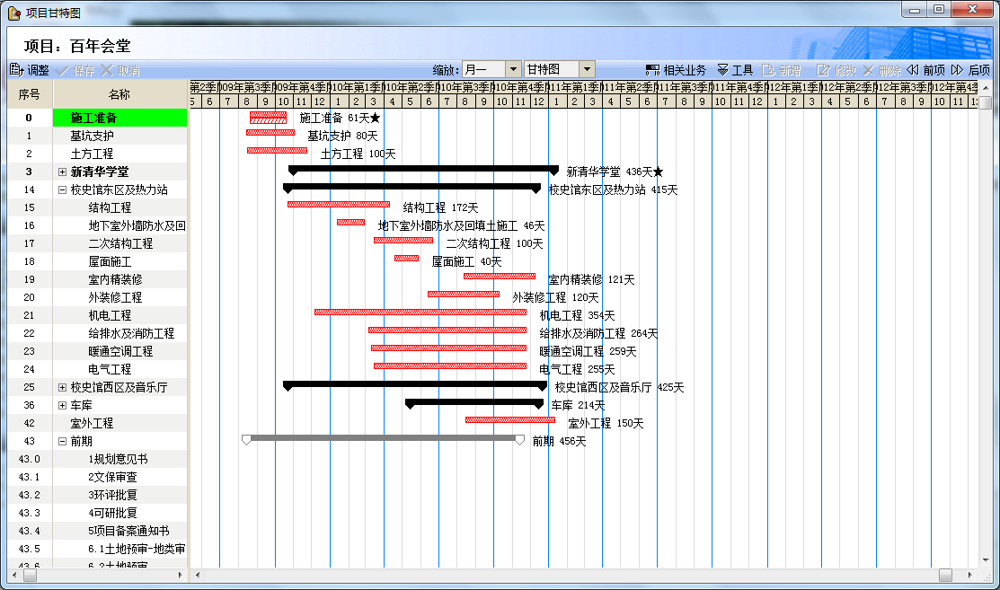 项目甘特图
项目：百年会堂
调整 保存 取消 缩放: 月一 甘特图 相关业务 工具 新增 修改 删除 前项 后项
序号 名称
第2季度 09年第3季度 09年第4季度 10年第1季度 10年第2季度 10年第3季度 10年第4季度 11年第1季度 11年第2季度 11年第3季度 11年第4季度 12年第1季度 12年第2季度 12年第3季度 12年第4季
5 6 7 8 9 10 11 12 1 2 3 4 5 6 7 8 9 10 11 12 1 2 3 4 5 6 7 8 9 10 11 12 1 2 3 4 5 6 7 8 9 10 11 12
0 施工准备 施工准备 61天★
1 基坑支护 基坑支护 80天
2 土方工程 土方工程 100天
3 新清华学堂 新清华学堂 436天★
14 校史馆东区及热力站 校史馆东区及热力站 415天
15 结构工程 结构工程 172天
16 地下室外墙防水及回 地下室外墙防水及回填土施工 46天
17 二次结构工程 二次结构工程 100天
18 屋面施工 屋面施工 40天
19 室内精装修 室内精装修 121天
20 外装修工程 外装修工程 120天
21 机电工程 机电工程 354天
22 给排水及消防工程 给排水及消防工程 264天
23 暖通空调工程 暖通空调工程 259天
24 电气工程 电气工程 255天
25 校史馆西区及音乐厅 校史馆西区及音乐厅 425天
36 车库 车库 214天
42 室外工程 室外工程 150天
43 前期 前期 456天
43.0 1规划意见书
43.1 2文保审查
43.2 3环评批复
43.3 4可研批复
43.4 5项目备案通知书
43.5 6.1土地预审-地类审
43.6 6.2土地预审